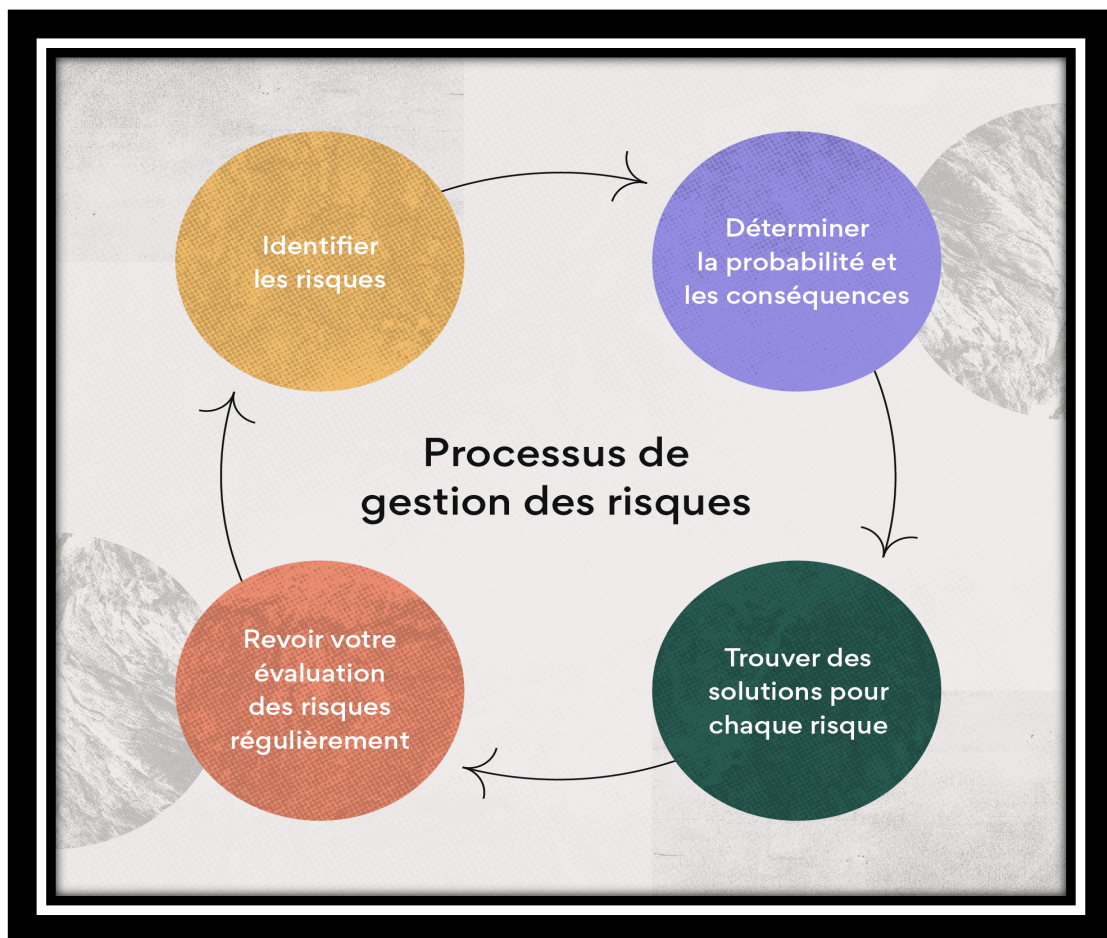 Identifier
les risques
Déterminer
la probabilité et
les conséquences
Processus de
gestion des risques
Revoir votre
évaluation
des risques
régulièrement
Trouver des
solutions pour
chaque risque